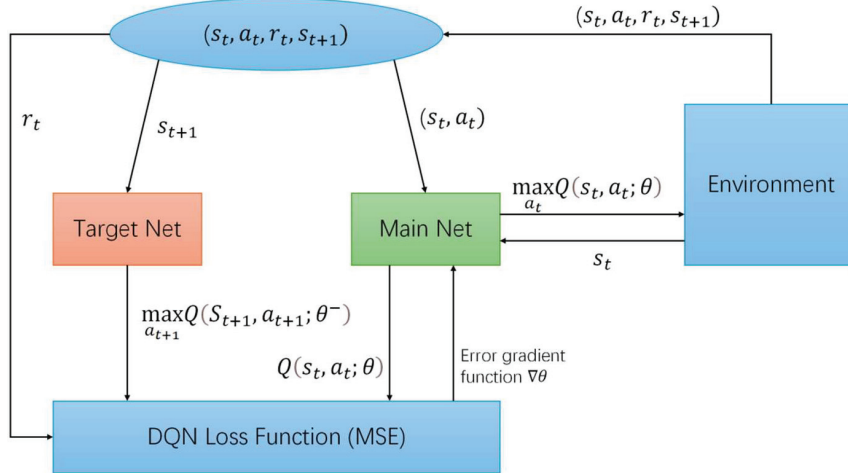 (s_t, a_t, r_t, s_{t+1})
(s_t, a_t, r_t, s_{t+1})
r_t
s_{t+1}
(s_t, a_t)
Target Net
Main Net
max_{a_t} Q(s_t, a_t; θ)
s_t
Environment
max_{a_{t+1}} Q(S_{t+1}, a_{t+1}; θ⁻)
Q(s_t, a_t; θ)
Error gradient
function ∇θ
DQN Loss Function (MSE)